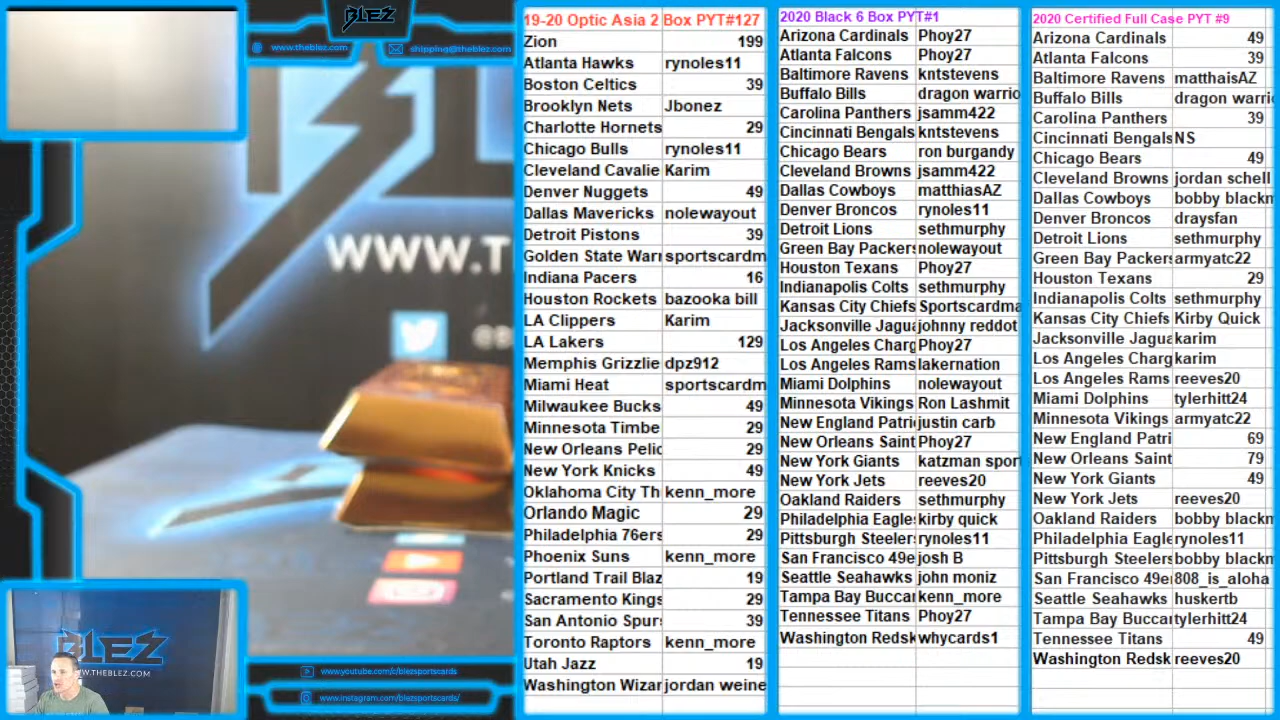 BLEZ
www.theblez.com
shipping@theblez.com
WWW.T
BLEZ
WWW.THEBLEZ.COM
www.youtube.com/c/blezsportscards
www.instagram.com/blezsportscards/
19-20 Optic Asia 2 Box PYT#127
Zion 199
Atlanta Hawks rynoles11
Boston Celtics 39
Brooklyn Nets Jbonez
Charlotte Hornets 29
Chicago Bulls rynoles11
Cleveland Cavalie Karim
Denver Nuggets 49
Dallas Mavericks nolewayout
Detroit Pistons 39
Golden State Warr sportscardm
Indiana Pacers 16
Houston Rockets bazooka bill
LA Clippers Karim
LA Lakers 129
Memphis Grizzlie dpz912
Miami Heat sportscardm
Milwaukee Bucks 49
Minnesota Timbe 29
New Orleans Pelic 29
New York Knicks 49
Oklahoma City Th kenn_more
Orlando Magic 29
Philadelphia 76ers 29
Phoenix Suns kenn_more
Portland Trail Blaz 19
Sacramento Kings 29
San Antonio Spurs 39
Toronto Raptors kenn_more
Utah Jazz 19
Washington Wizar jordan weine
2020 Black 6 Box PYT#1
Arizona Cardinals Phoy27
Atlanta Falcons Phoy27
Baltimore Ravens kntstevens
Buffalo Bills dragon warrio
Carolina Panthers jsamm422
Cincinnati Bengals kntstevens
Chicago Bears ron burgandy
Cleveland Browns jsamm422
Dallas Cowboys matthiasAZ
Denver Broncos rynoles11
Detroit Lions sethmurphy
Green Bay Packers nolewayout
Houston Texans Phoy27
Indianapolis Colts sethmurphy
Kansas City Chiefs Sportscardma
Jacksonville Jagua johnny reddot
Los Angeles Charg Phoy27
Los Angeles Rams lakernation
Miami Dolphins nolewayout
Minnesota Vikings Ron Lashmit
New England Patri justin carb
New Orleans Saint Phoy27
New York Giants katzman sport
New York Jets reeves20
Oakland Raiders sethmurphy
Philadelphia Eagle kirby quick
Pittsburgh Steelers rynoles11
San Francisco 49e josh B
Seattle Seahawks john moniz
Tampa Bay Buccar kenn_more
Tennessee Titans Phoy27
Washington Redsk whycards1
2020 Certified Full Case PYT #9
Arizona Cardinals 49
Atlanta Falcons 39
Baltimore Ravens matthaisAZ
Buffalo Bills dragon warrio
Carolina Panthers 39
Cincinnati Bengals NS
Chicago Bears 49
Cleveland Browns jordan schell
Dallas Cowboys bobby blackn
Denver Broncos draysfan
Detroit Lions sethmurphy
Green Bay Packers armyatc22
Houston Texans 29
Indianapolis Colts sethmurphy
Kansas City Chiefs Kirby Quick
Jacksonville Jagua karim
Los Angeles Charg karim
Los Angeles Rams reeves20
Miami Dolphins tylerhitt24
Minnesota Vikings armyatc22
New England Patri 69
New Orleans Saint 79
New York Giants 49
New York Jets reeves20
Oakland Raiders bobby blackn
Philadelphia Eagle rynoles11
Pittsburgh Steelers bobby blackn
San Francisco 49e 808_is_aloha
Seattle Seahawks huskertb
Tampa Bay Buccar tylerhitt24
Tennessee Titans 49
Washington Redsk reeves20